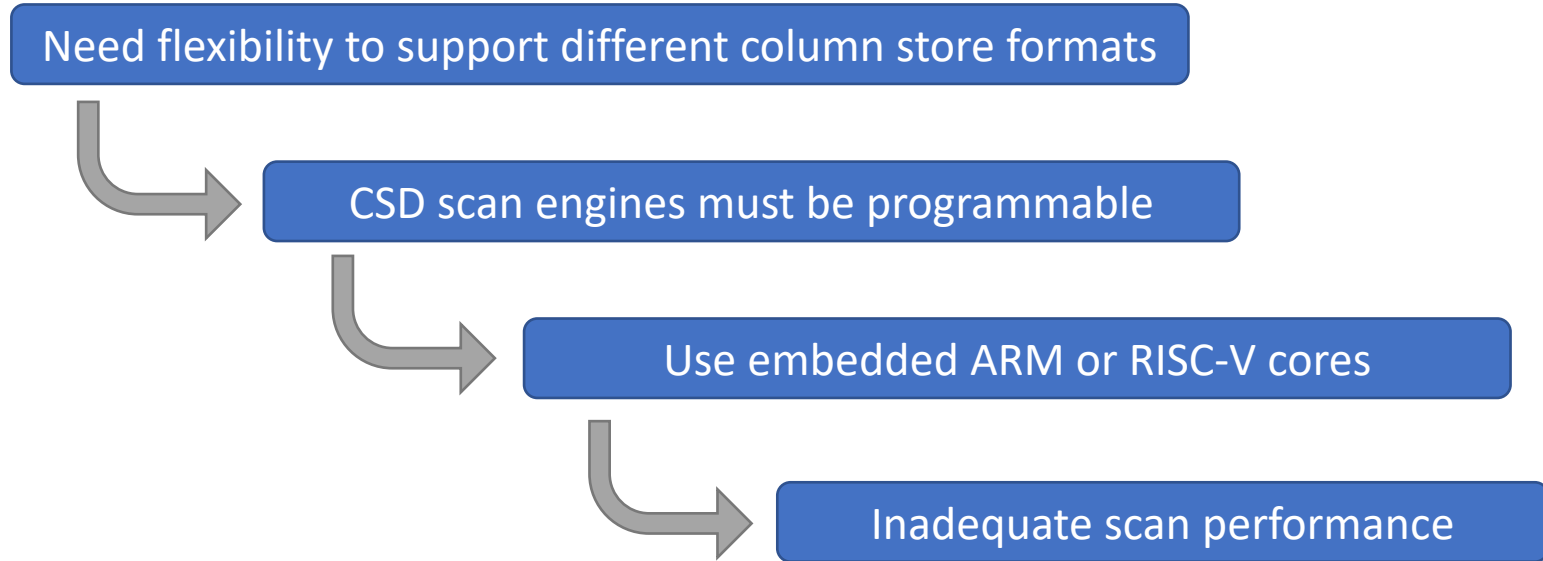 Need flexibility to support different column store formats
CSD scan engines must be programmable
Use embedded ARM or RISC-V cores
Inadequate scan performance